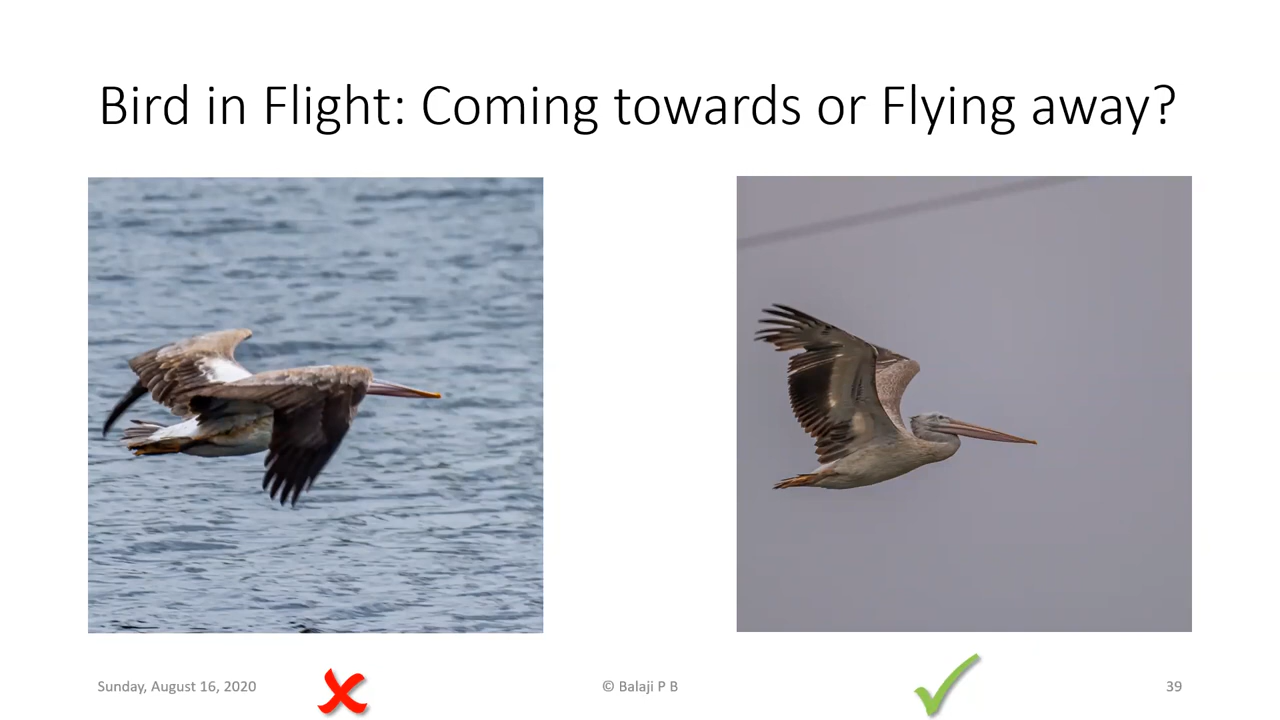 Bird in Flight: Coming towards or Flying away?
Sunday, August 16, 2020
© Balaji P B
39